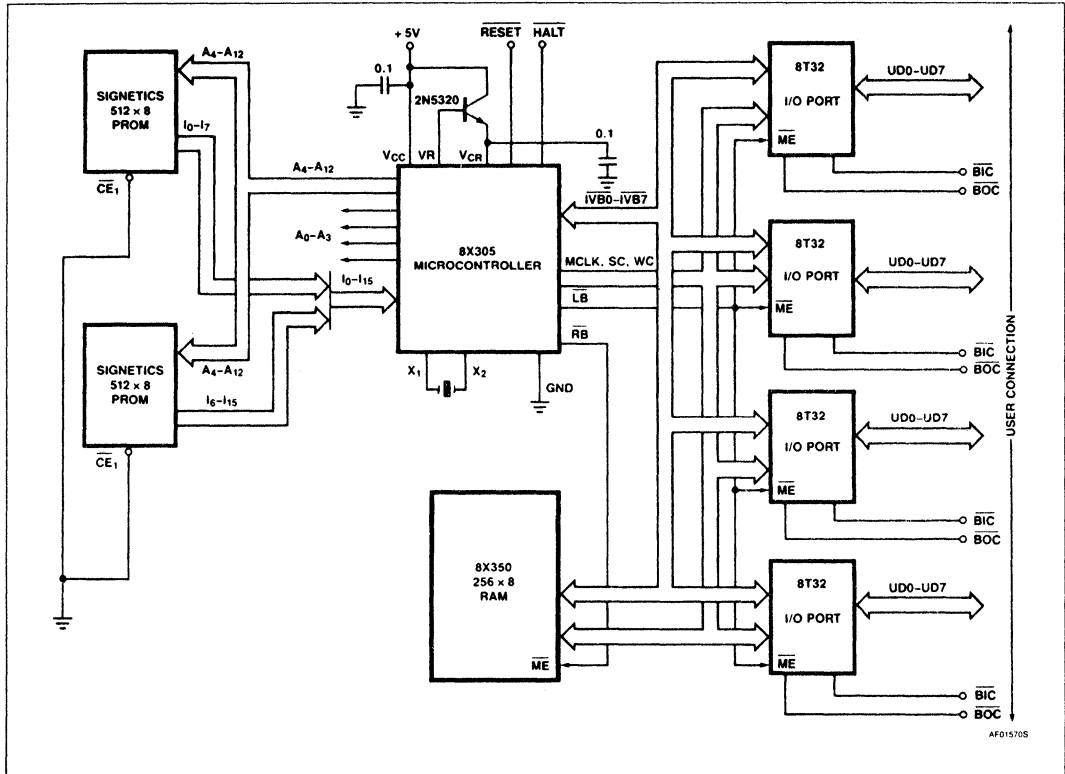 SIGNETICS
512 × 8
PROM
CE1
A4–A12
I0–I7
SIGNETICS
512 × 8
PROM
CE1
A4–A12
I6–I15
A4–A12
A0–A3
I0–I15
+5V
0.1
2N5320
RESET
HALT
0.1
VCC
VR
VCR
8X305
MICROCONTROLLER
IVB0–IVB7
MCLK, SC, WC
LB
RB
X1
X2
GND
8X350
256 × 8
RAM
ME
8T32
I/O PORT
ME
UD0–UD7
BIC
BOC
8T32
I/O PORT
ME
UD0–UD7
BIC
BOC
8T32
I/O PORT
ME
UD0–UD7
BIC
BOC
8T32
I/O PORT
ME
UD0–UD7
BIC
BOC
USER CONNECTION
AF01570S